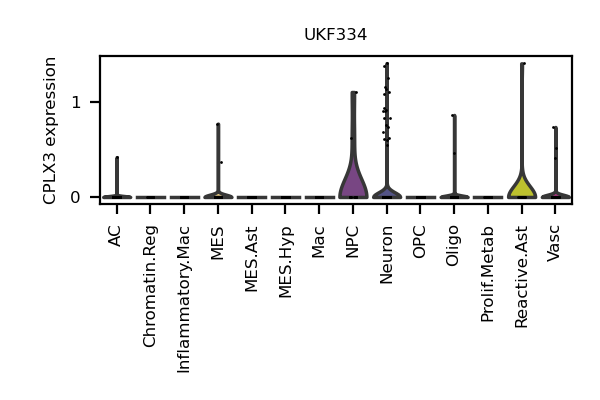 UKF334
CPLX3 expression
1
0
AC
Chromatin.Reg
Inflammatory.Mac
MES
MES.Ast
MES.Hyp
Mac
NPC
Neuron
OPC
Oligo
Prolif.Metab
Reactive.Ast
Vasc